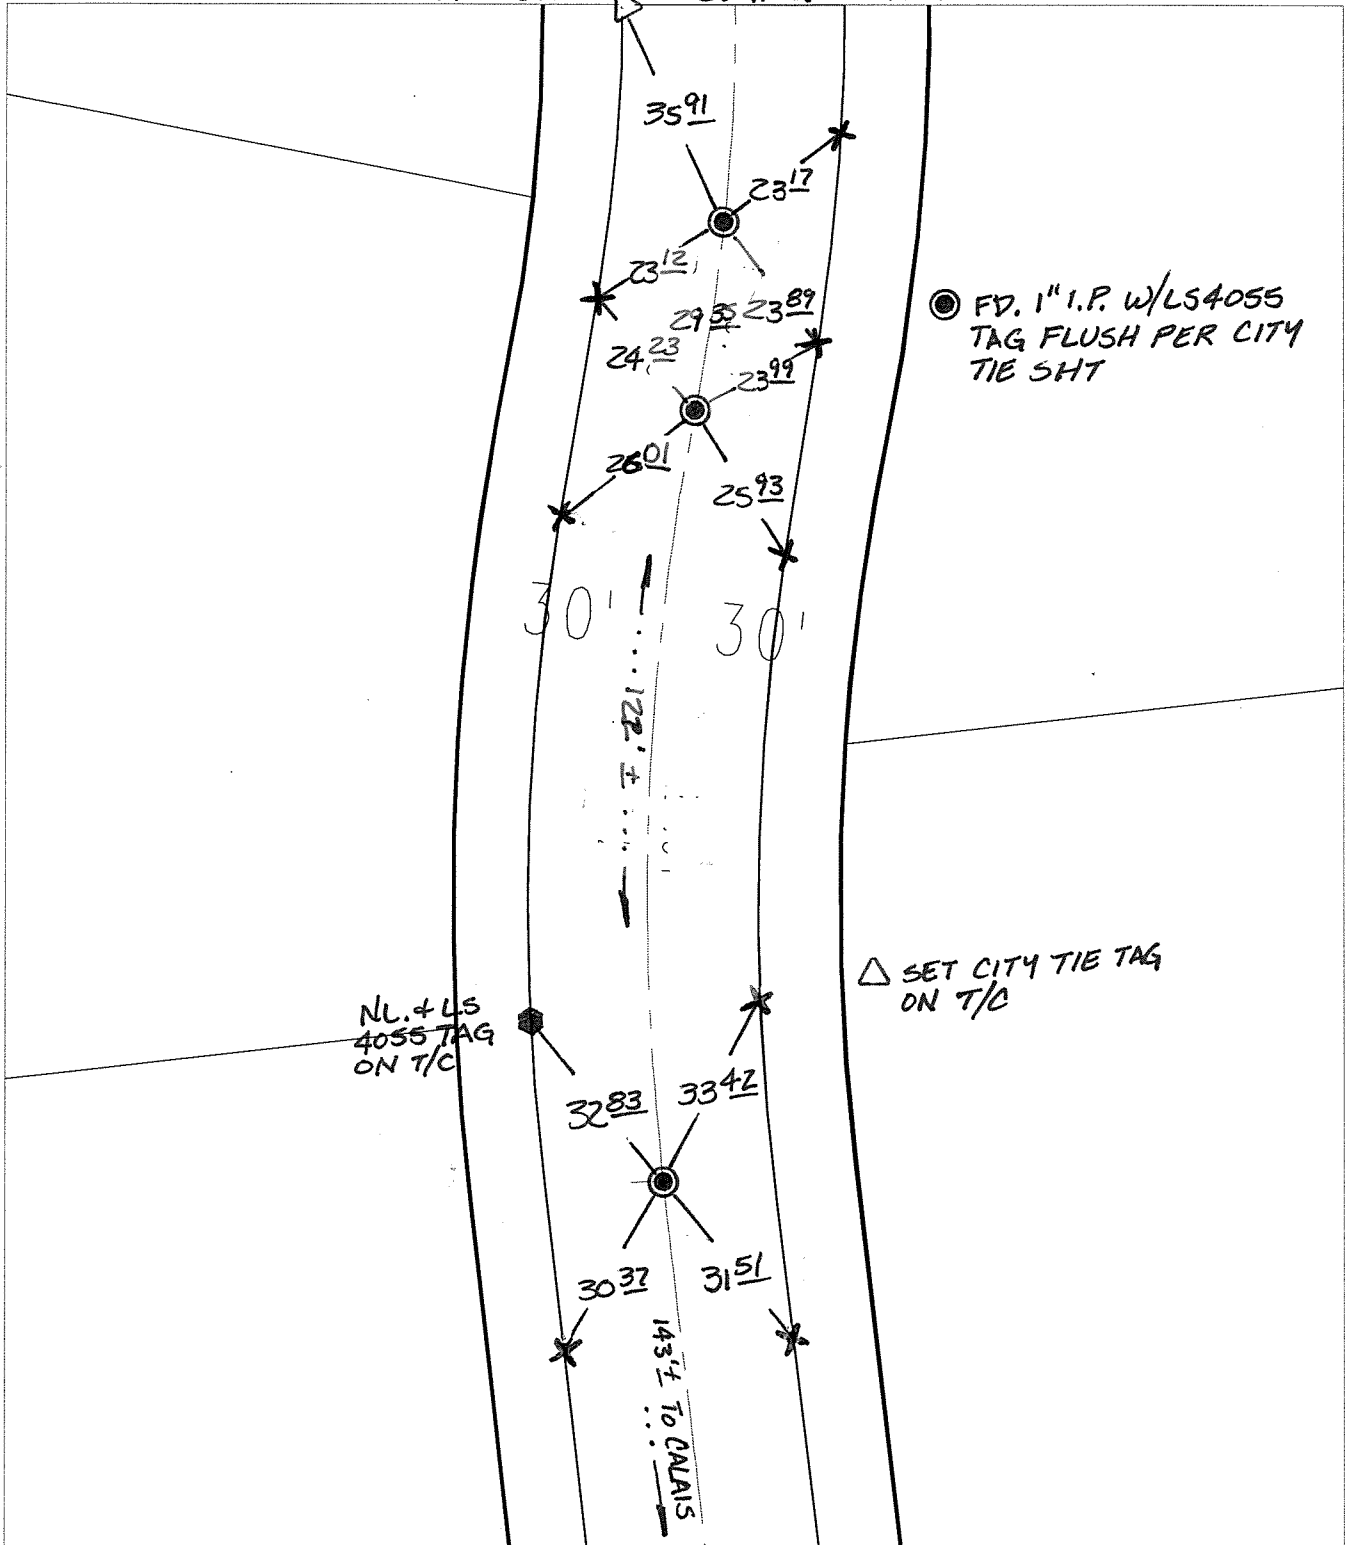 35 91
23 17
23 12
29 35
23 89
24 23
23 99
26 01
25 93
FD. 1" I.P. W/LS4055
TAG FLUSH PER CITY
TIE SHT
30'
30'
122'±
SET CITY TIE TAG
ON T/C
NL. & LS
4055 TAG
ON T/C
32 83
33 42
30 37
31 51
143'± TO CALAIS